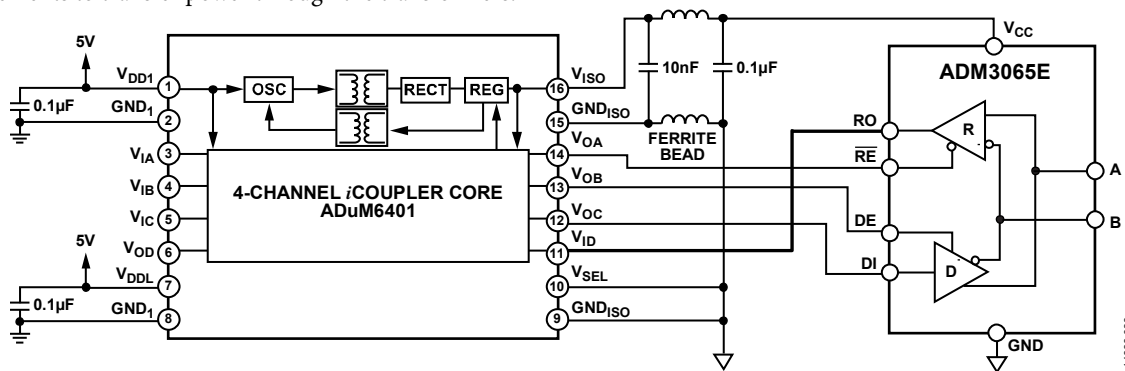 5V
0.1µF
VDD1
1
GND1
2
VIA
3
VIB
4
VIC
5
VOD
6
5V
0.1µF
VDDL
7
GND1
8
OSC
RECT
REG
4-CHANNEL iCOUPLER CORE
ADuM6401
16
VISO
15
GNDISO
14
VOA
13
VOB
12
VOC
11
VID
10
VSEL
9
GNDISO
10nF
0.1µF
FERRITE
BEAD
VCC
ADM3065E
RO
R
RE
DE
DI
D
A
B
GND